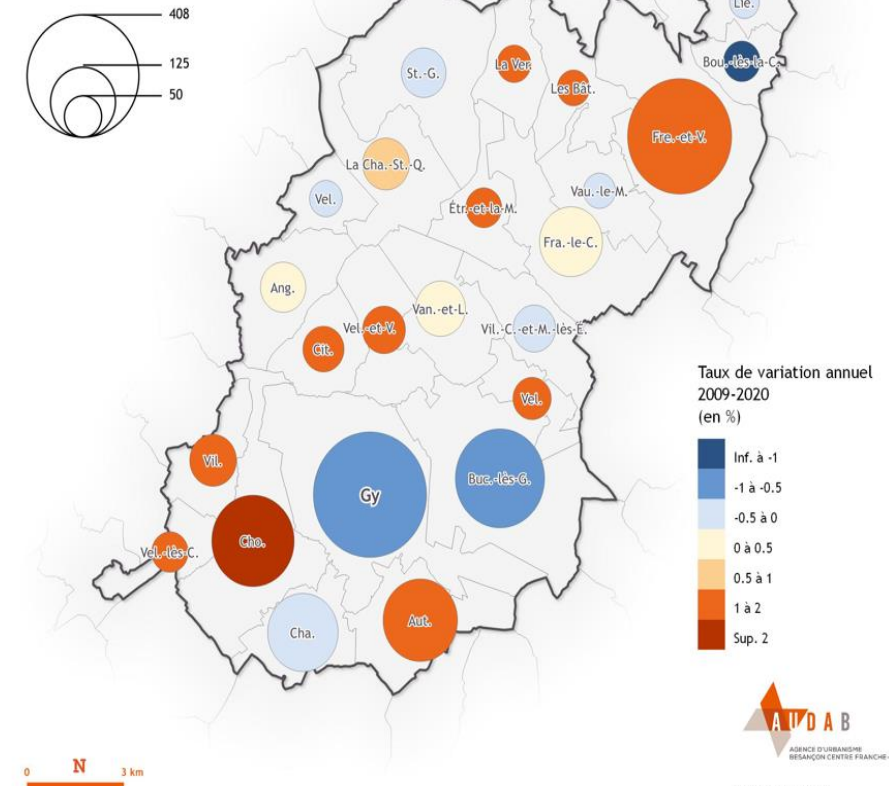 408
125
50
Lie.
Bou.-lès-la-C.
St.-G.
La Ver.
Les Bât.
Fre.-et-V.
La Cha.-St.-Q.
Vel.
Étr.-et-la-M.
Vau.-le-M.
Fra.-le-C.
Ang.
Van.-et-L.
Vel.-et-V.
Vil.-C.-et-M.-lès-E.
Cit.
Vel.
Vil.
Buc.-lès-G.
Gy
Cho.
Vel.-lès-C.
Aut.
Cha.
Taux de variation annuel
2009-2020
(en %)
Inf. à -1
-1 à -0.5
-0.5 à 0
0 à 0.5
0.5 à 1
1 à 2
Sup. 2
AUDAB
AGENCE D'URBANISME
BESANÇON CENTRE FRANCHE-
N
0 3 km